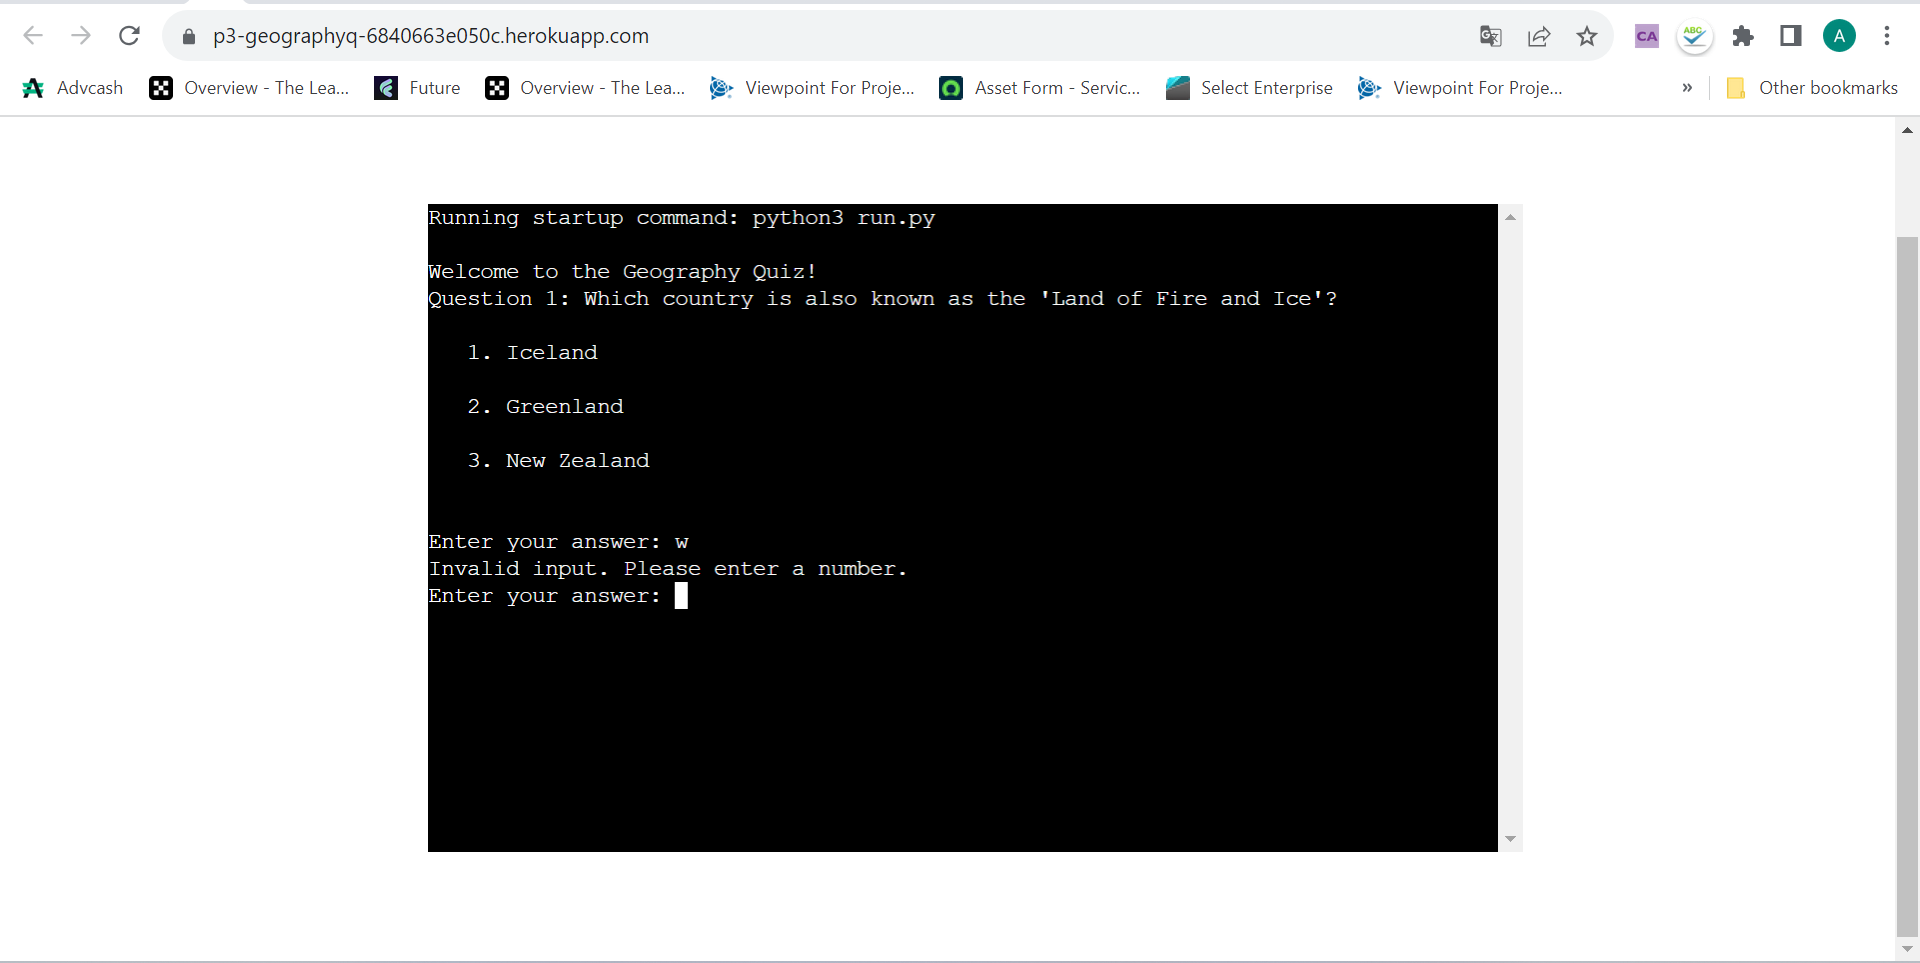 p3-geographyq-6840663e050c.herokuapp.com
CA
ABC
A
Advcash
Overview - The Lea...
Future
Overview - The Lea...
Viewpoint For Proje...
Asset Form - Servic...
Select Enterprise
Viewpoint For Proje...
»
Other bookmarks
Running startup command: python3 run.py
Welcome to the Geography Quiz!
Question 1: Which country is also known as the 'Land of Fire and Ice'?
1. Iceland
2. Greenland
3. New Zealand
Enter your answer: w
Invalid input. Please enter a number.
Enter your answer: